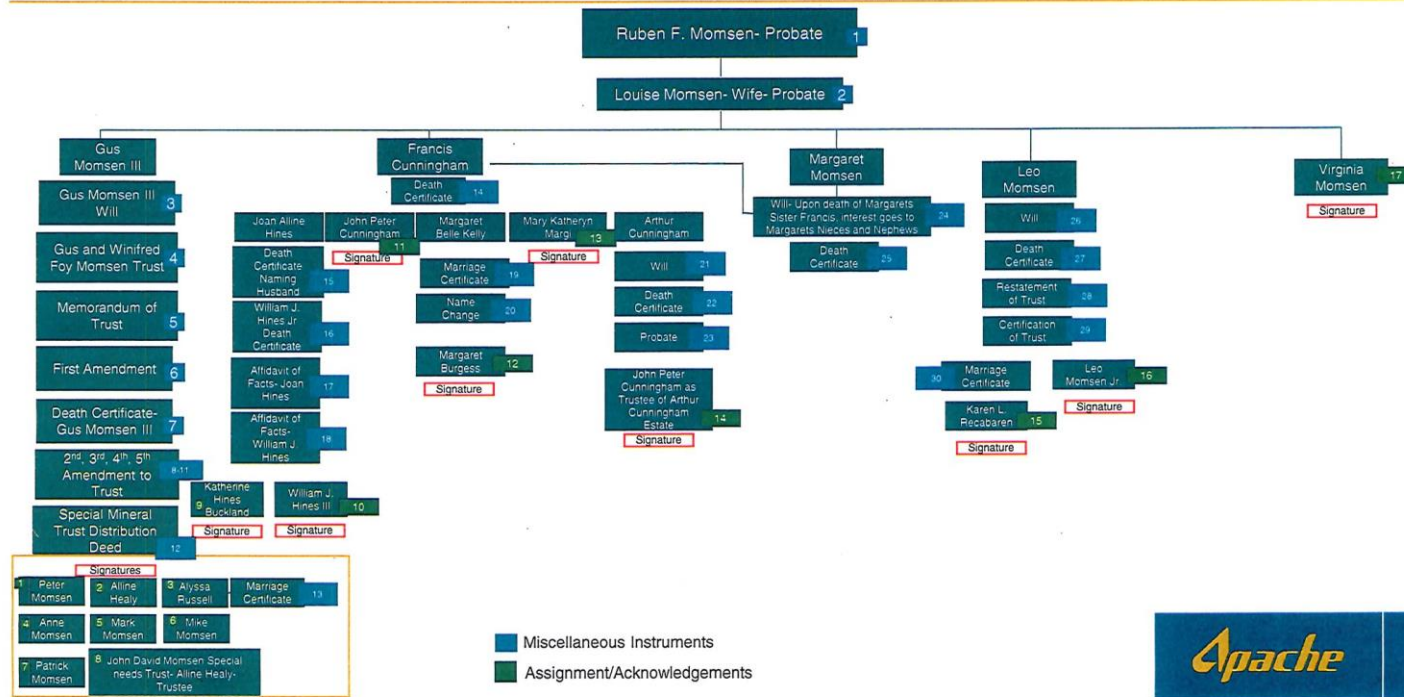 Ruben F. Momsen- Probate 1
Louise Momsen- Wife- Probate 2
Gus
Momsen III
Gus Momsen III
Will 3
Gus and Winifred
Foy Momsen Trust 4
Memorandum of
Trust 5
First Amendment 6
Death Certificate-
Gus Momsen III 7
2nd, 3rd, 4th, 5th
Amendment to
Trust 8-11
Special Mineral
Trust Distribution
Deed 12
Signatures
1 Peter
Momsen
2 Alline
Healy
3 Alyssa
Russell
Marriage
Certificate 13
4 Anne
Momsen
5 Mark
Momsen
6 Mike
Momsen
7 Patrick
Momsen
8 John David Momsen Special
needs Trust- Alline Healy-
Trustee
Francis
Cunningham
Death
Certificate 14
Joan Alline
Hines
Death
Certificate
Naming
Husband 15
William J.
Hines Jr
Death
Certificate 16
Affidavit of
Facts- Joan
Hines 17
Affidavit of
Facts-
William J.
Hines 18
Katherine
Hines
Buckland 9
Signature
William J.
Hines III 10
Signature
John Peter
Cunningham 11
Signature
Margaret
Belle Kelly
Marriage
Certificate 19
Name
Change 20
Margaret
Burgess 12
Signature
Mary Katheryn
Margi 13
Signature
Arthur
Cunningham
Will 21
Death
Certificate 22
Probate 23
John Peter
Cunningham as
Trustee of Arthur
Cunningham
Estate 14
Signature
Margaret
Momsen
Will- Upon death of Margarets
Sister Francis, interest goes to
Margarets Nieces and Nephews 24
Death
Certificate 25
Leo
Momsen
Will 26
Death
Certificate 27
Restatement
of Trust 28
Certification
of Trust 29
30 Marriage
Certificate
Karen L.
Recabaren 15
Signature
Leo
Momsen Jr 16
Signature
Virginia
Momsen 17
Signature
Miscellaneous Instruments
Assignment/Acknowledgements
Apache